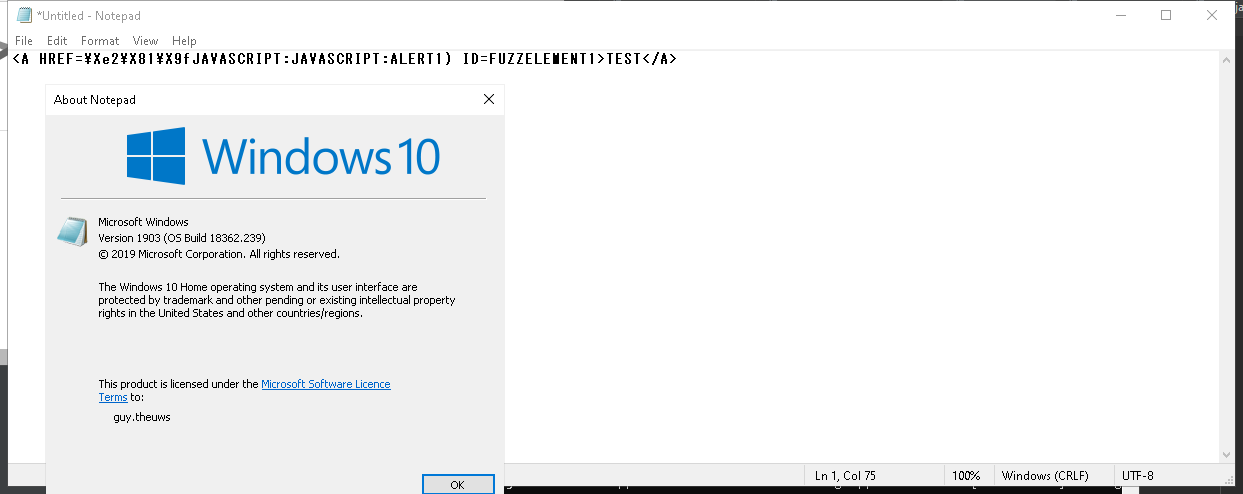 *Untitled - Notepad
File Edit Format View Help
<A HREF=¥Xe2¥X81¥X9fJAVASCRIPT:JAVASCRIPT:ALERT1) ID=FUZZELEMENT1>TEST</A>
About Notepad
Windows 10
Microsoft Windows
Version 1903 (OS Build 18362.239)
© 2019 Microsoft Corporation. All rights reserved.
The Windows 10 Home operating system and its user interface are
protected by trademark and other pending or existing intellectual property
rights in the United States and other countries/regions.
This product is licensed under the Microsoft Software Licence
Terms to:
guy.theuws
OK
Ln 1, Col 75 100% Windows (CRLF) UTF-8